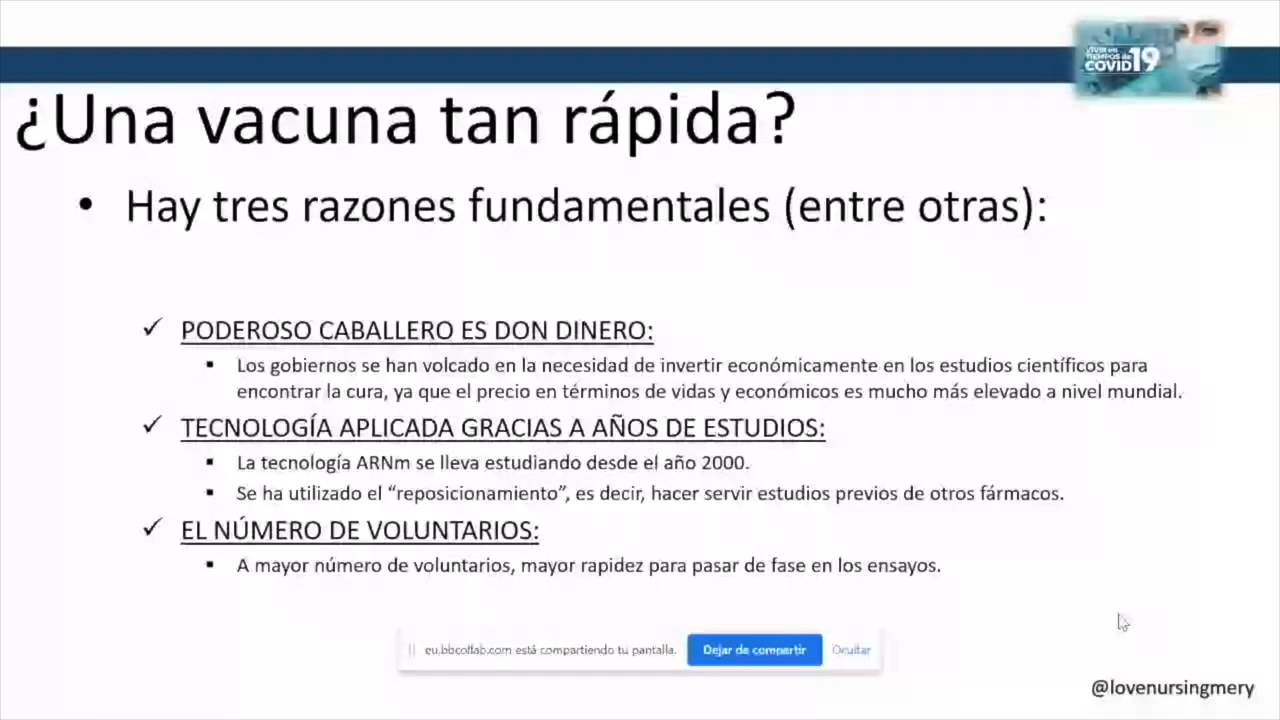 VIVIR en
TIEMPOS de
COVID19
¿Una vacuna tan rápida?
• Hay tres razones fundamentales (entre otras):
✓ PODEROSO CABALLERO ES DON DINERO:
▪ Los gobiernos se han volcado en la necesidad de invertir económicamente en los estudios científicos para
encontrar la cura, ya que el precio en términos de vidas y económicos es mucho más elevado a nivel mundial.
✓ TECNOLOGÍA APLICADA GRACIAS A AÑOS DE ESTUDIOS:
▪ La tecnología ARNm se lleva estudiando desde el año 2000.
▪ Se ha utilizado el “reposicionamiento”, es decir, hacer servir estudios previos de otros fármacos.
✓ EL NÚMERO DE VOLUNTARIOS:
▪ A mayor número de voluntarios, mayor rapidez para pasar de fase en los ensayos.
eu.bbcollab.com está compartiendo tu pantalla. Dejar de compartir Ocultar
@lovenursingmery